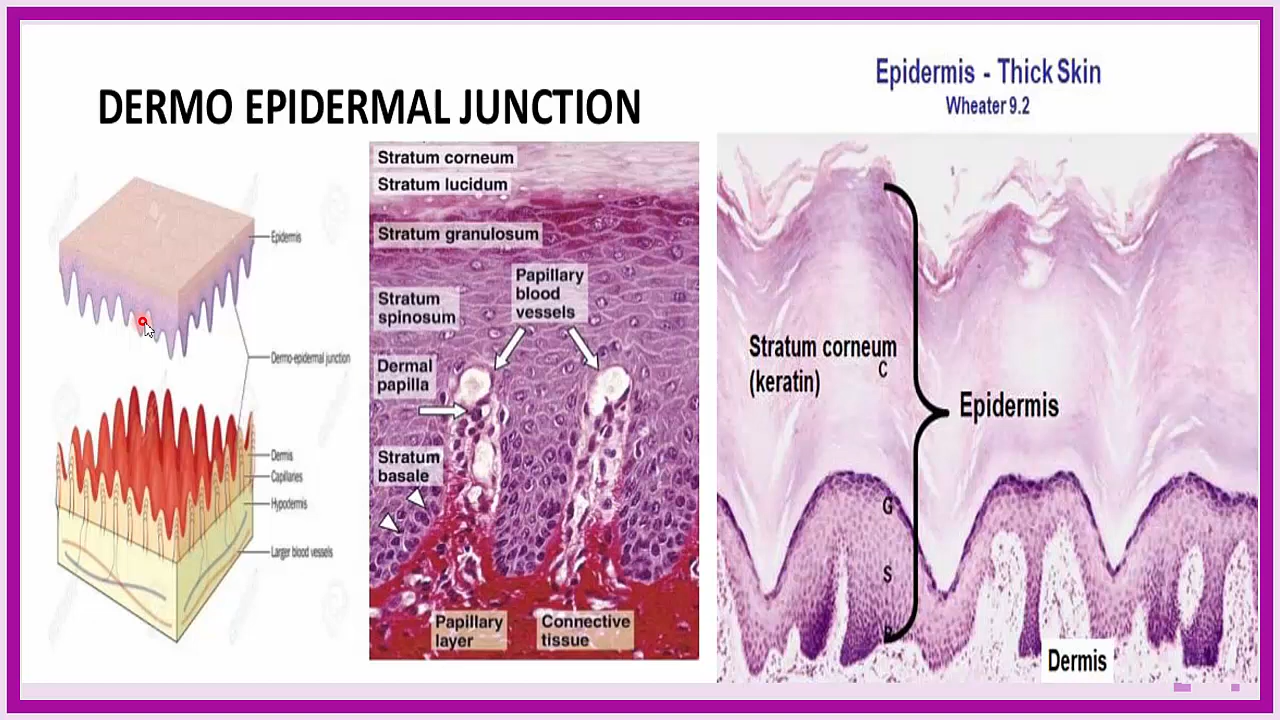 DERMO EPIDERMAL JUNCTION
Epidermis - Thick Skin
Wheater 9.2
Epidermis
Dermo-epidermal junction
Dermis
Capillaries
Hypodermis
Larger blood vessels
Stratum corneum
Stratum lucidum
Stratum granulosum
Papillary
blood
vessels
Stratum
spinosum
Dermal
papilla
Stratum
basale
Papillary
layer
Connective
tissue
Stratum corneum
C
(keratin)
Epidermis
G
S
Dermis